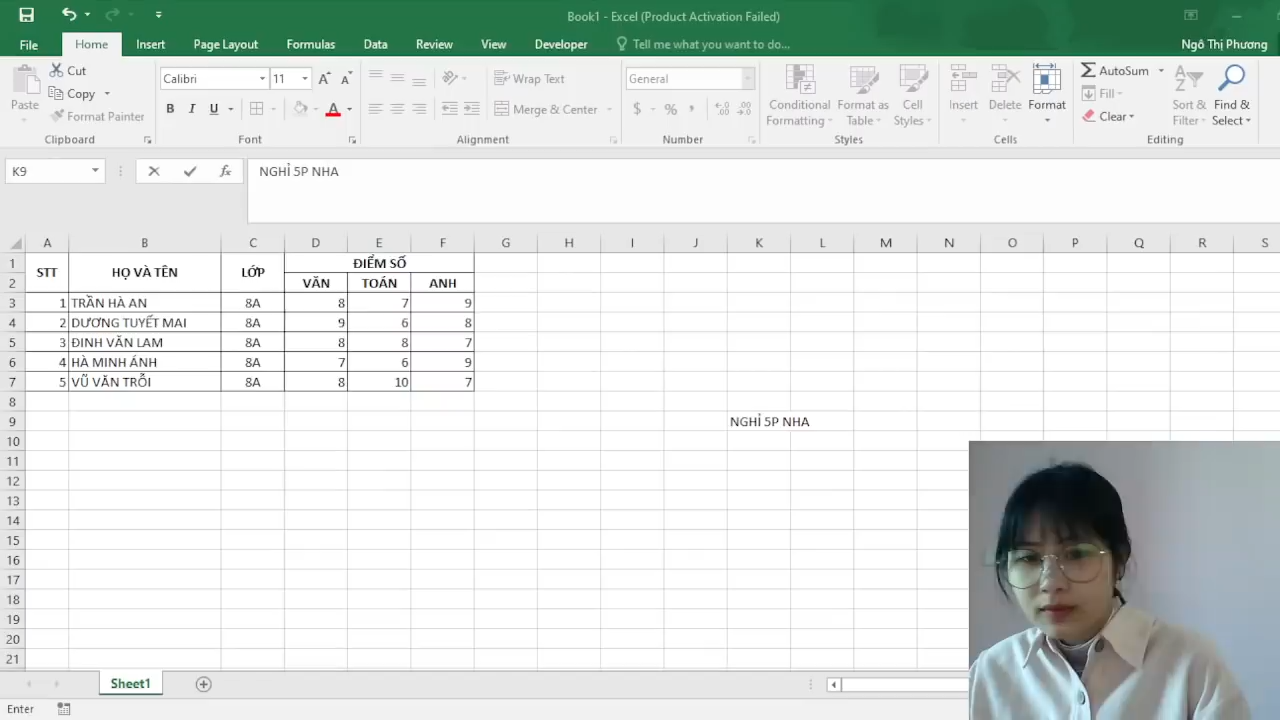 Book1 - Excel (Product Activation Failed)
File Home Insert Page Layout Formulas Data Review View Developer Tell me what you want to do... Ngô Thị Phương
Paste
Cut
Copy
Format Painter
Clipboard
Calibri 11
B I U
Font
Wrap Text
Merge & Center
Alignment
General
$ % ,
Number
Conditional Formatting
Format as Table
Cell Styles
Styles
Insert
Delete
Format
Cells
AutoSum
Fill
Clear
Sort & Filter
Find & Select
Editing
K9 fx NGHỈ 5P NHA
A B C D E F G H I J K L M N O P Q R S
1 STT HỌ VÀ TÊN LỚP ĐIỂM SỐ
2 VĂN TOÁN ANH
3 1 TRẦN HÀ AN 8A 8 7 9
4 2 DƯƠNG TUYẾT MAI 8A 9 6 8
5 3 ĐINH VĂN LAM 8A 8 8 7
6 4 HÀ MINH ÁNH 8A 7 6 9
7 5 VŨ VĂN TRỖI 8A 8 10 7
8
9 NGHỈ 5P NHA
10
11
12
13
14
15
16
17
18
19
20
21
Sheet1
Enter